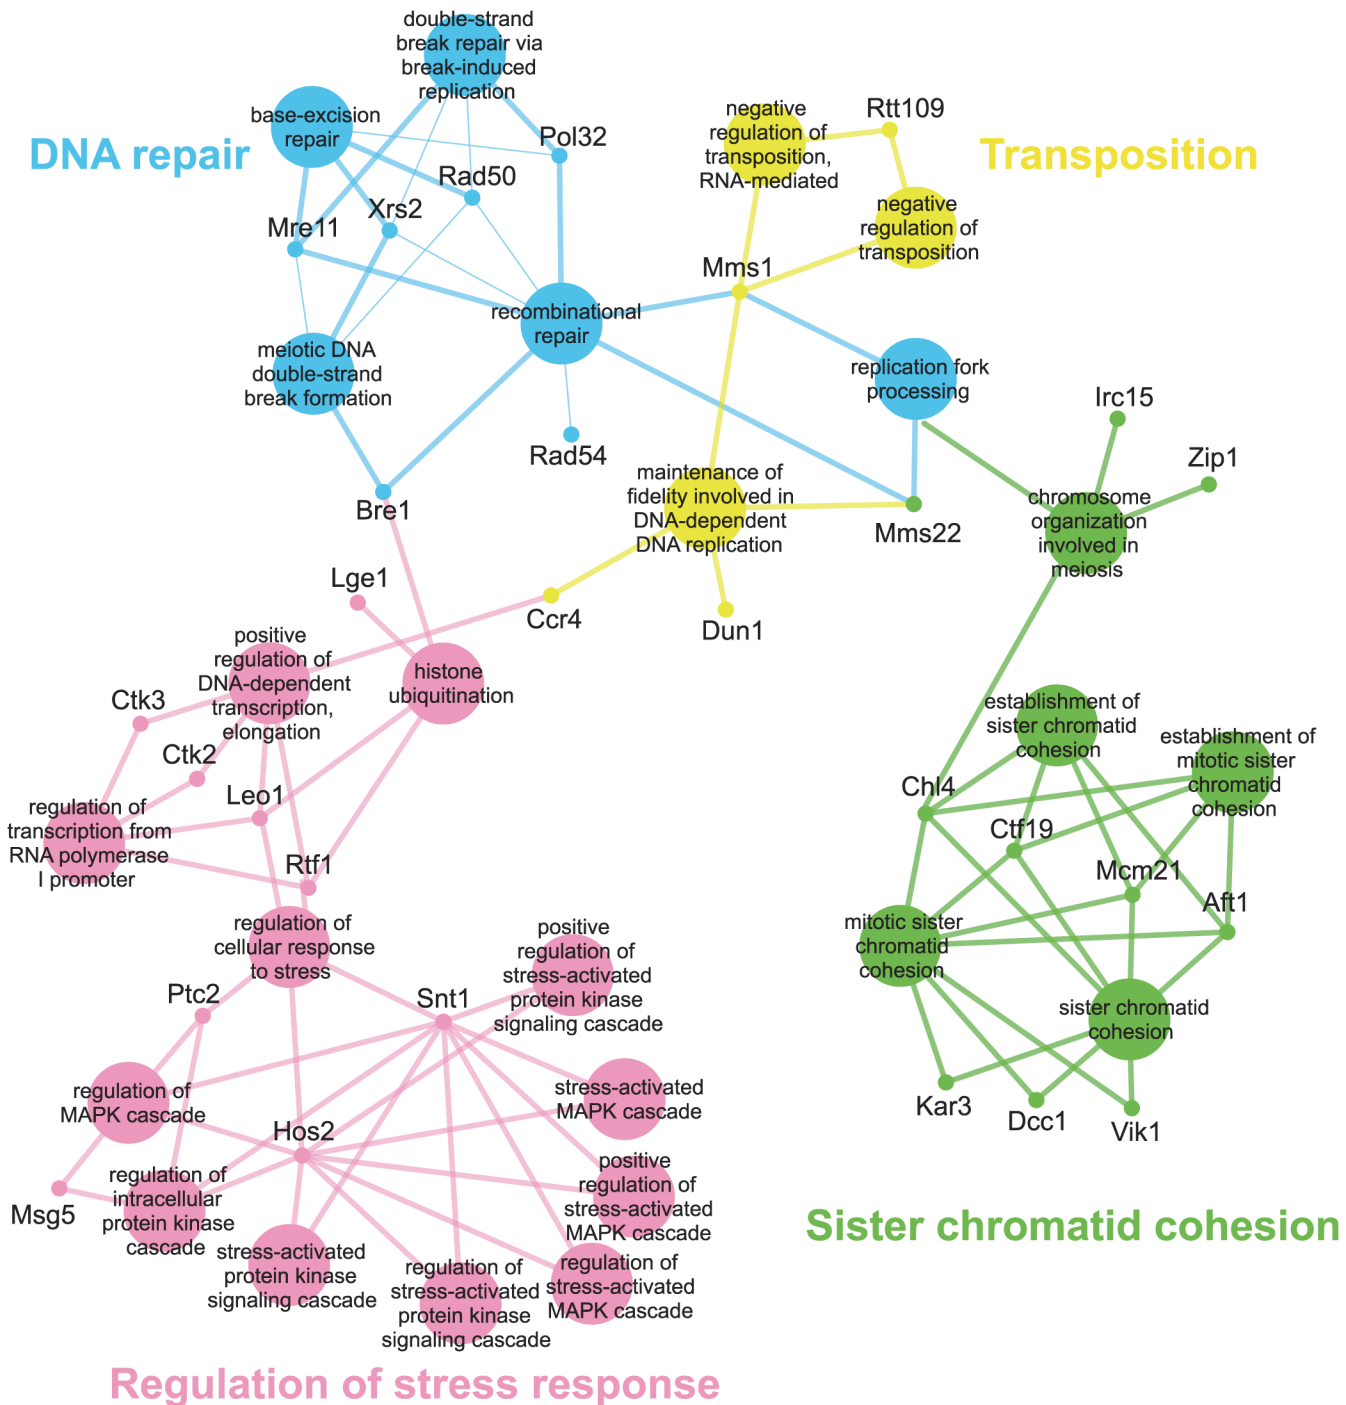 double-strand
break repair via
break-induced
replication
base-excision
repair
DNA repair
Pol32
Rad50
Xrs2
Mre11
negative
regulation of
transposition,
RNA-mediated
Rtt109
Transposition
negative
regulation of
transposition
Mms1
recombinational
repair
meiotic DNA
double-strand
break formation
replication fork
processing
Irc15
Zip1
Rad54
Bre1
maintenance of
fidelity involved in
DNA-dependent
DNA replication
Mms22
chromosome
organization
involved in
meiosis
Lge1
Ccr4
Dun1
positive
regulation of
DNA-dependent
transcription,
elongation
histone
ubiquitination
Ctk3
Ctk2
Leo1
regulation of
transcription from
RNA polymerase
I promoter
Rtf1
establishment of
sister chromatid
cohesion
establishment of
mitotic sister
chromatid
cohesion
Chl4
Ctf19
Mcm21
Aft1
mitotic sister
chromatid
cohesion
sister chromatid
cohesion
Kar3
Dcc1
Vik1
Sister chromatid cohesion
regulation of
cellular response
to stress
positive
regulation of
stress-activated
protein kinase
signaling cascade
Ptc2
Snt1
regulation of
MAPK cascade
stress-activated
MAPK cascade
Hos2
Msg5
regulation of
intracellular
protein kinase
cascade
positive
regulation of
stress-activated
MAPK cascade
stress-activated
protein kinase
signaling cascade
regulation of
stress-activated
protein kinase
signaling cascade
regulation of
stress-activated
MAPK cascade
Regulation of stress response